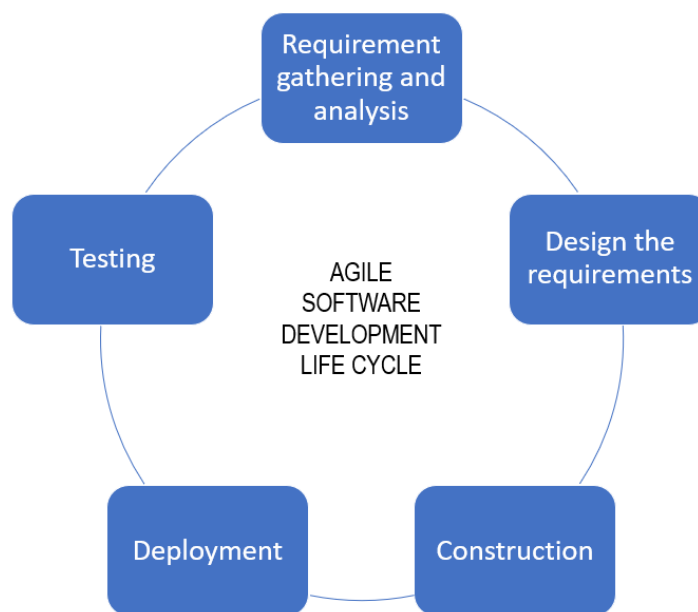 Requirement
gathering and
analysis
Design the
requirements
Construction
Deployment
Testing
AGILE
SOFTWARE
DEVELOPMENT
LIFE CYCLE